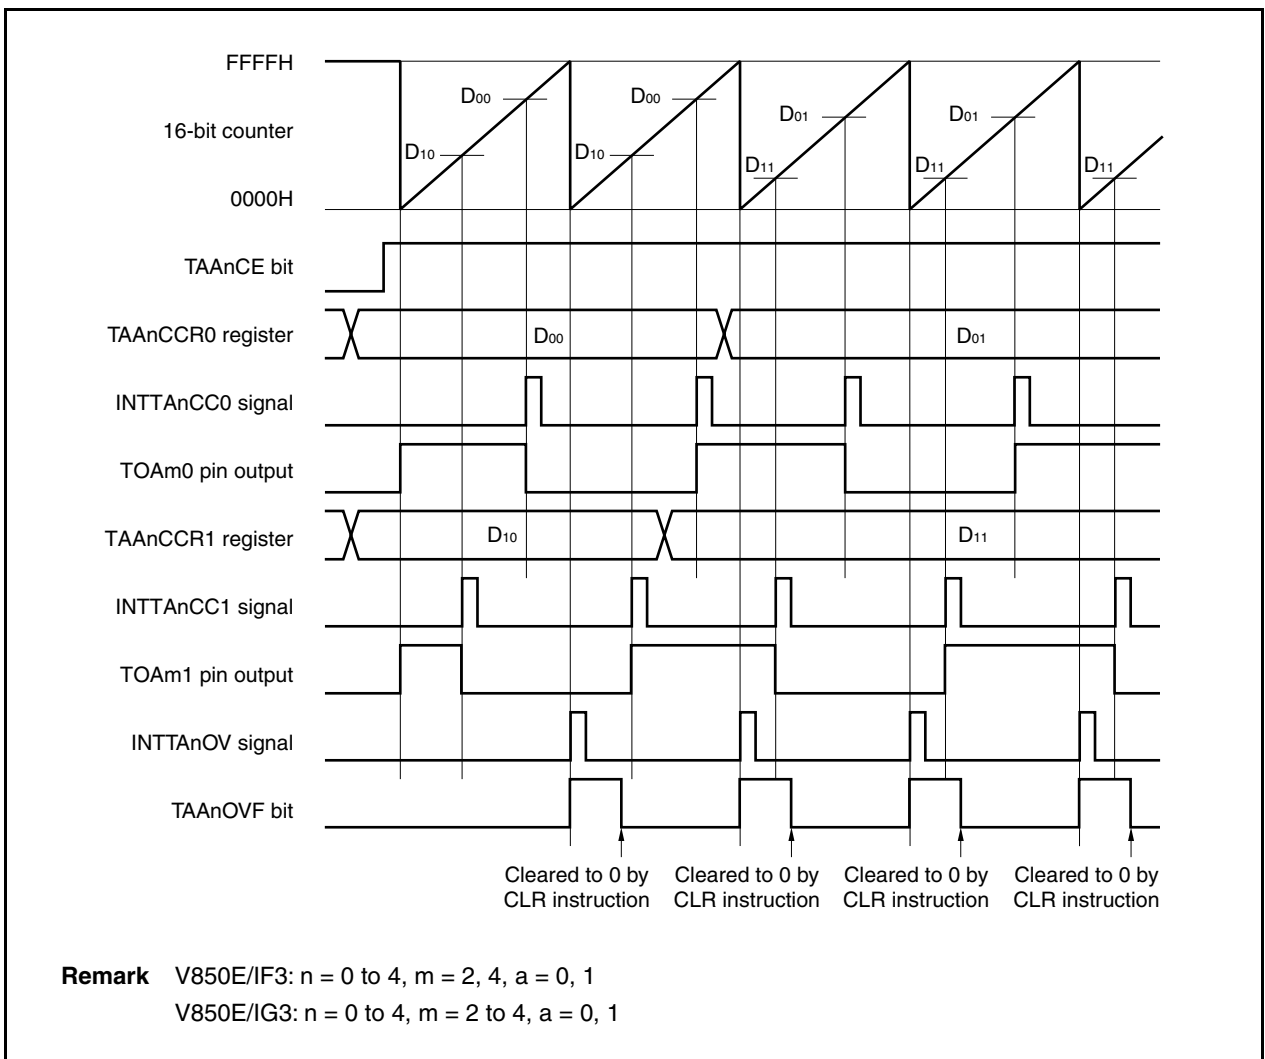 FFFFH
D00 D00
D01 D01
16-bit counter
D10 D10
D11 D11 D11
0000H
TAAnCE bit
TAAnCCR0 register D00 D01
INTTAnCC0 signal
TOAm0 pin output
TAAnCCR1 register D10 D11
INTTAnCC1 signal
TOAm1 pin output
INTTAnOV signal
TAAnOVF bit
Cleared to 0 by
CLR instruction
Cleared to 0 by
CLR instruction
Cleared to 0 by
CLR instruction
Cleared to 0 by
CLR instruction
Remark V850E/IF3: n = 0 to 4, m = 2, 4, a = 0, 1
V850E/IG3: n = 0 to 4, m = 2 to 4, a = 0, 1